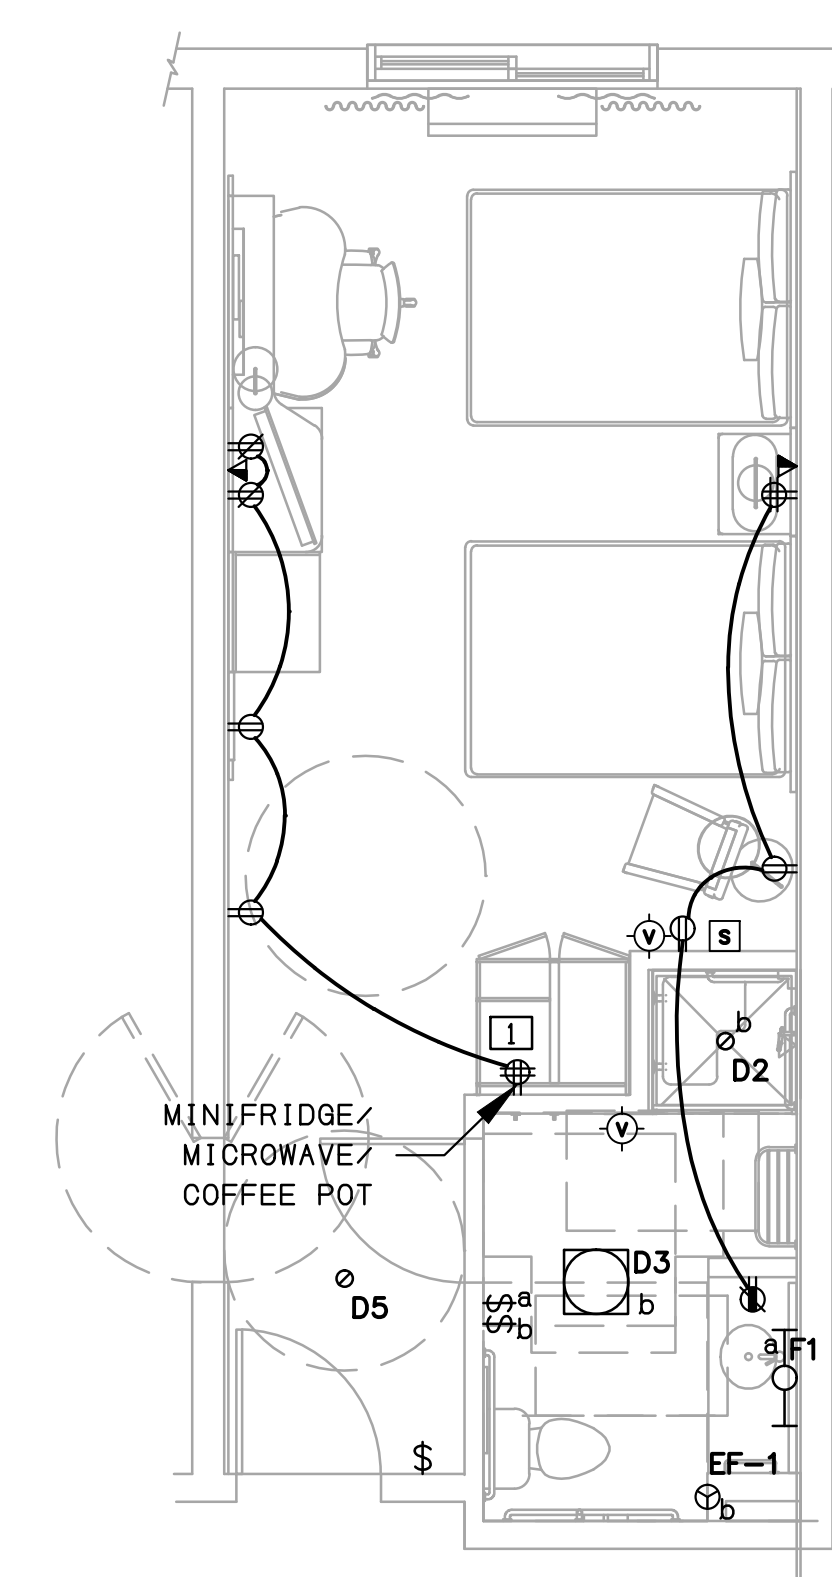 V
S
1
b
D2
MINIFRIDGE/
MICROWAVE/
COFFEE POT
V
D3
D5
$ a
b
$ b
a F1
$
EF-1
b